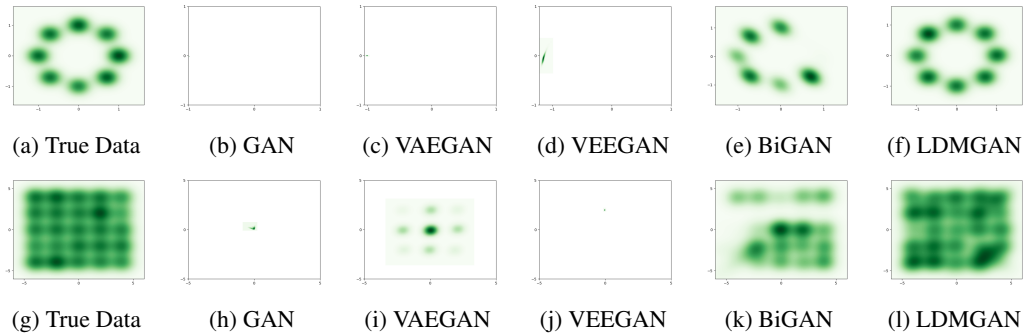 (a) True Data (b) GAN (c) VAEGAN (d) VEEGAN (e) BiGAN (f) LDMGAN
(g) True Data (h) GAN (i) VAEGAN (j) VEEGAN (k) BiGAN (l) LDMGAN